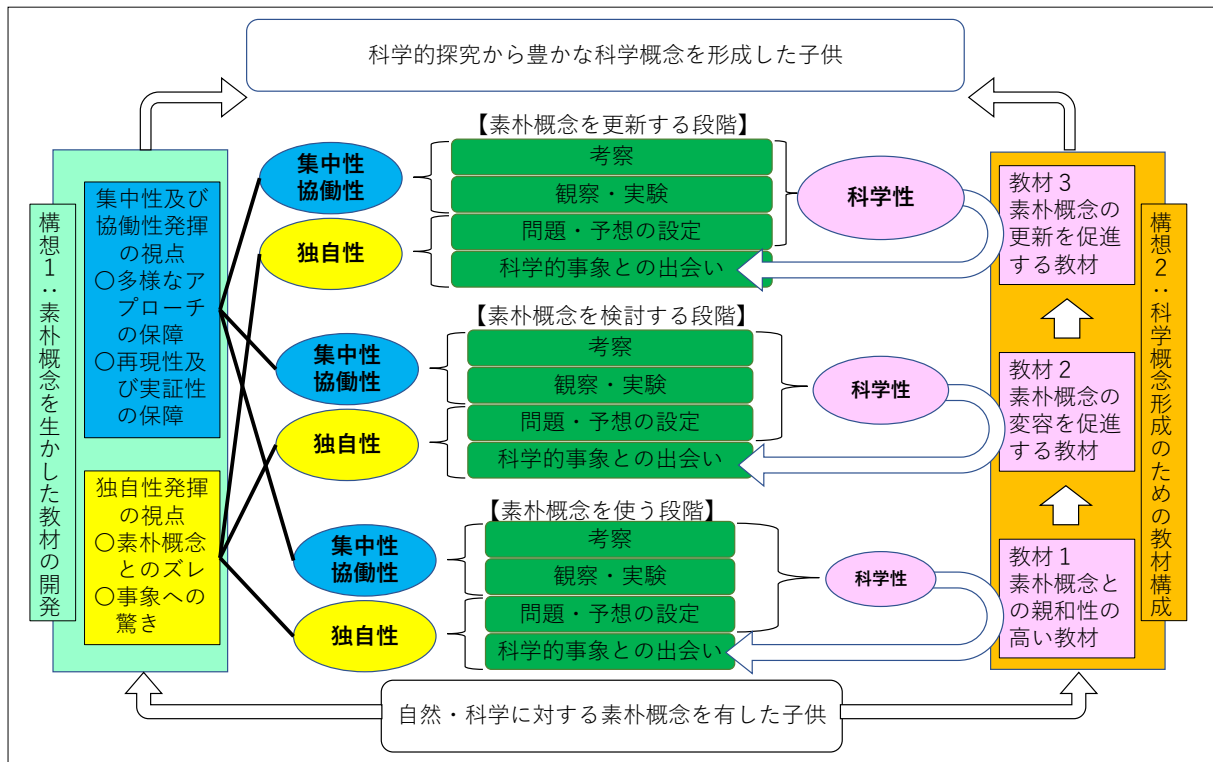 科学的探究から豊かな科学概念を形成した子供
構想１：素朴概念を生かした教材の開発
集中性及び
協働性発揮
の視点
〇多様なア
プローチ
の保障
〇再現性及
び実証性
の保障
独自性発揮
の視点
〇素朴概念
とのズレ
〇事象への
驚き
【素朴概念を更新する段階】
集中性
協働性
独自性
考察
観察・実験
問題・予想の設定
科学的事象との出会い
科学性
【素朴概念を検討する段階】
集中性
協働性
独自性
考察
観察・実験
問題・予想の設定
科学的事象との出会い
科学性
【素朴概念を使う段階】
集中性
協働性
独自性
考察
観察・実験
問題・予想の設定
科学的事象との出会い
科学性
教材３
素朴概念の
更新を促進
する教材
教材２
素朴概念の
変容を促進
する教材
教材１
素朴概念と
の親和性の
高い教材
構想２：科学概念形成のための教材構成
自然・科学に対する素朴概念を有した子供